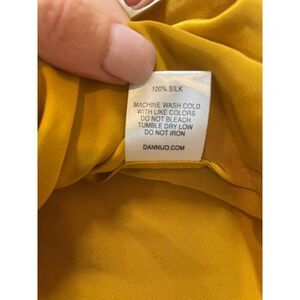 100% SILK
MACHINE WASH COLD
WITH LIKE COLORS
DO NOT BLEACH
TUMBLE DRY LOW
DO NOT IRON
DANNIJO.COM